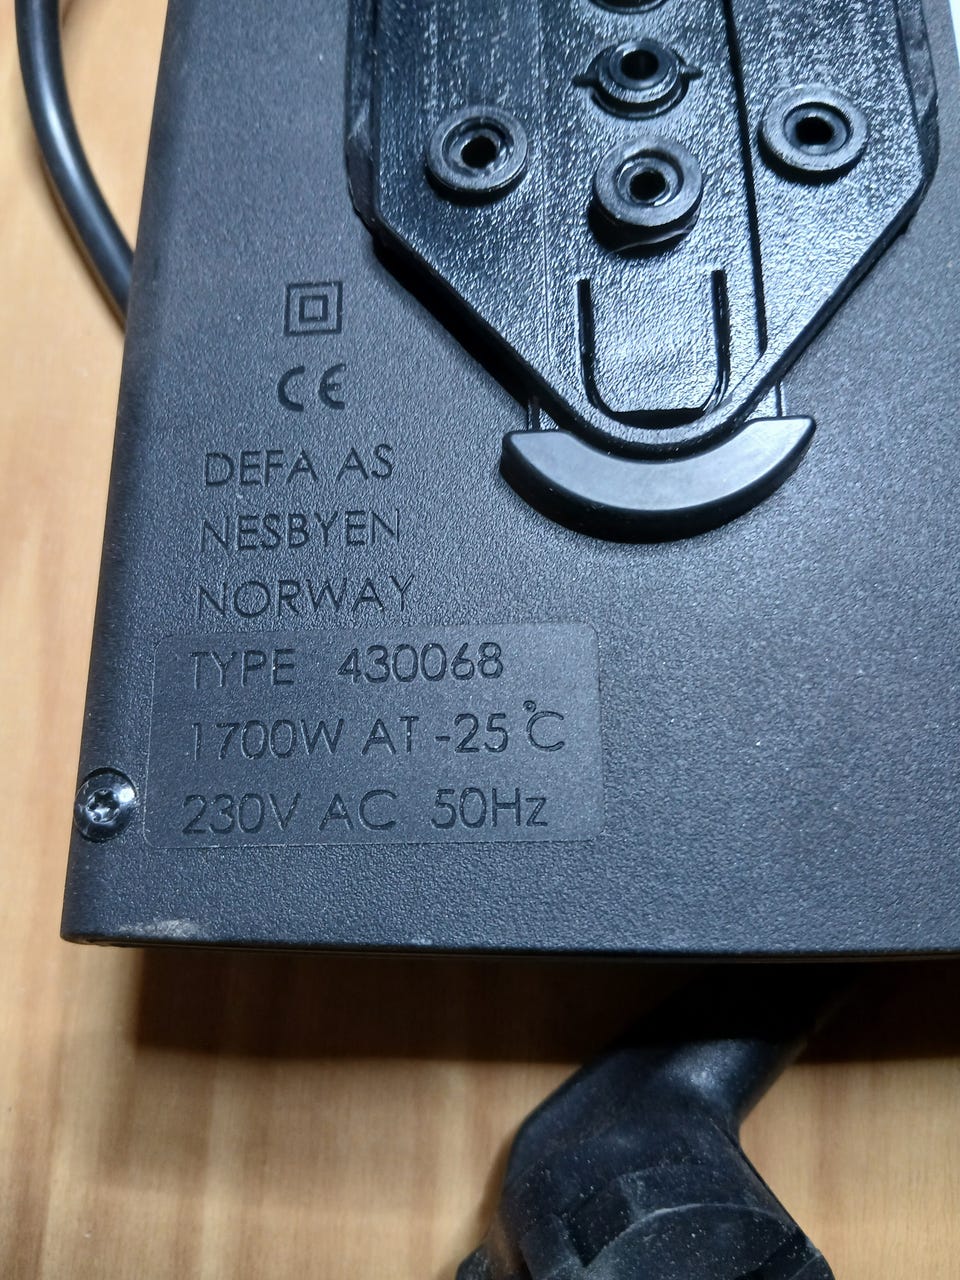 CE
DEFA AS
NESBYEN
NORWAY
TYPE 430068
1700W AT -25°C
230V AC 50Hz